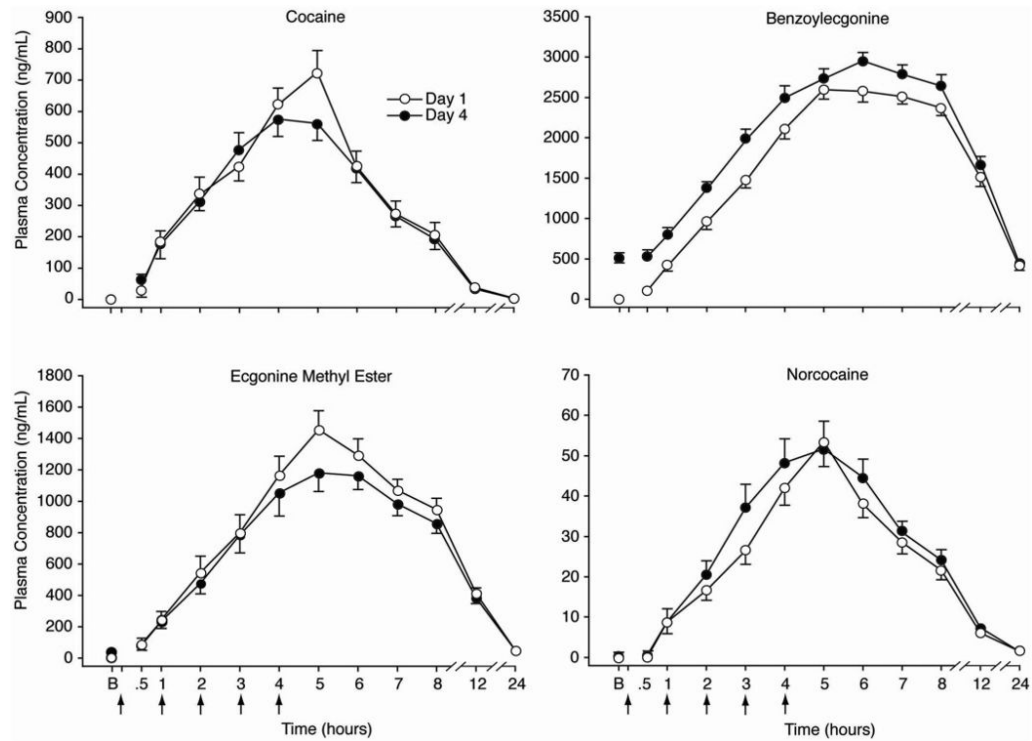 Cocaine
Plasma Concentration (ng/mL)
900
800
700
600
500
400
300
200
100
0
Day 1
Day 4
Benzoylecgonine
3000
2500
2000
1500
1000
500
0
Ecgonine Methyl Ester
Plasma Concentration (ng/mL)
1800
1600
1400
1200
1000
800
600
400
200
0
B .5 1 2 3 4 5 6 7 8 12 24
Time (hours)
Norcocaine
70
60
50
40
30
20
10
0
B .5 1 2 3 4 5 6 7 8 12 24
Time (hours)